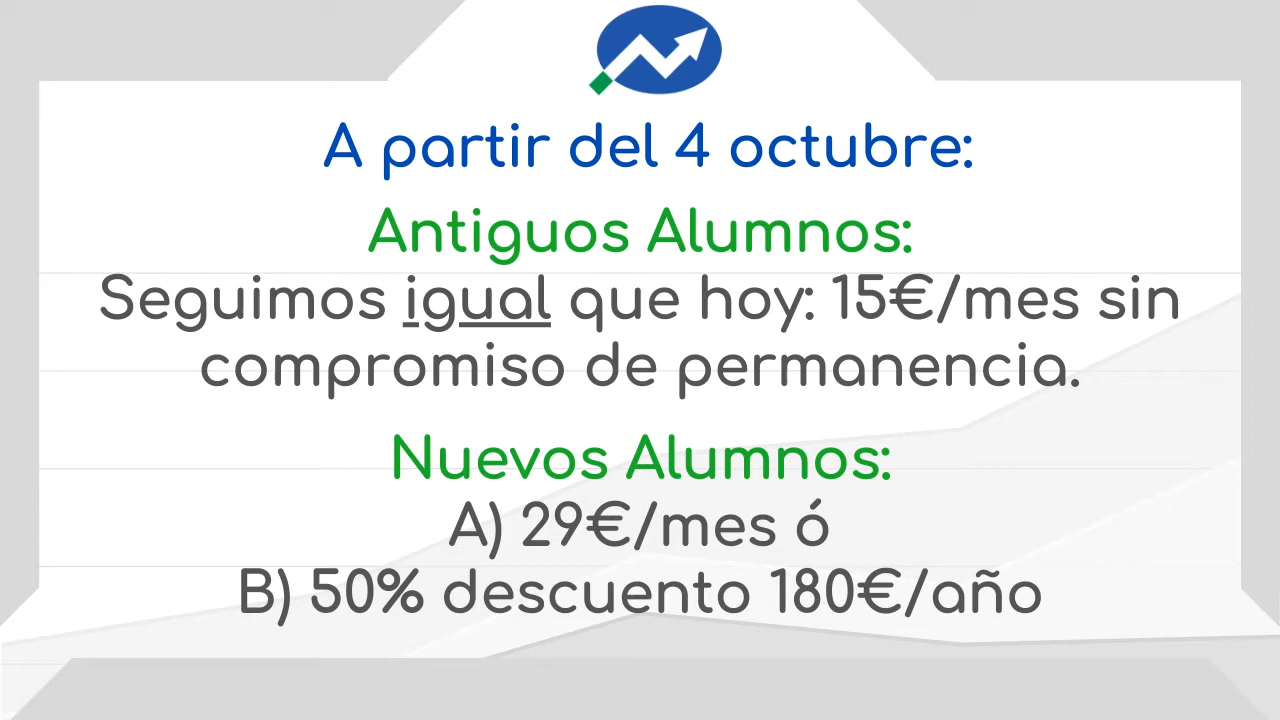 A partir del 4 octubre:
Antiguos Alumnos:
Seguimos igual que hoy: 15€/mes sin
compromiso de permanencia.
Nuevos Alumnos:
A) 29€/mes ó
B) 50% descuento 180€/año